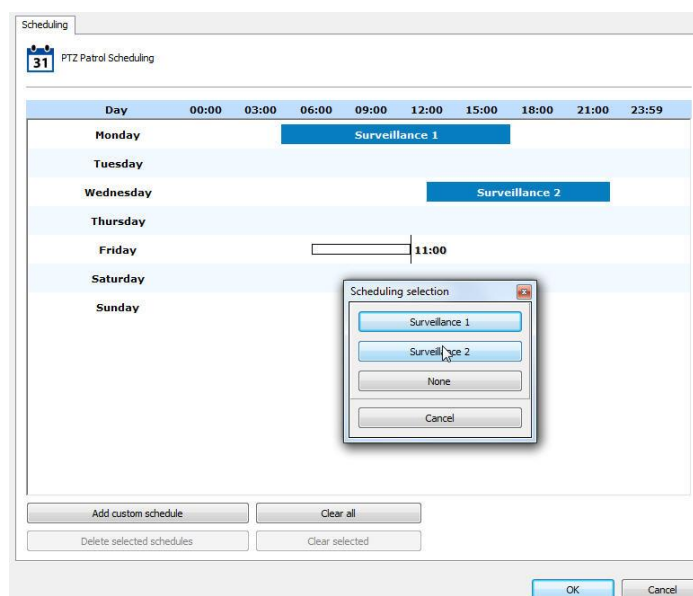 Scheduling
31
PTZ Patrol Scheduling
Day 00:00 03:00 06:00 09:00 12:00 15:00 18:00 21:00 23:59
Monday Surveillance 1
Tuesday
Wednesday Surveillance 2
Thursday
Friday 11:00
Saturday
Sunday
Scheduling selection
Surveillance 1
Surveillance 2
None
Cancel
Add custom schedule Clear all
Delete selected schedules Clear selected
OK Cancel